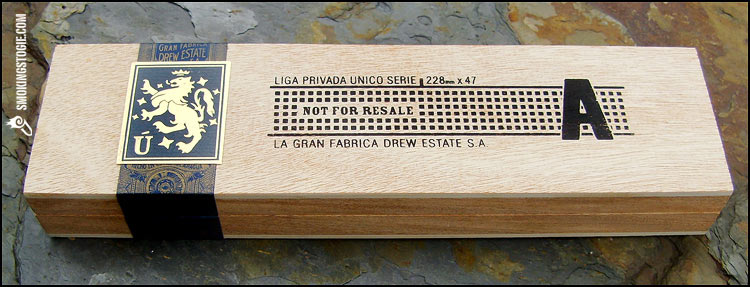 SMOKINGSTOGIE.COM
GRAN FABRICA
DREW ESTATE
Ú
LIGA PRIVADA UNICO SERIE 228mm x 47
NOT FOR RESALE
A
LA GRAN FABRICA DREW ESTATE S.A.